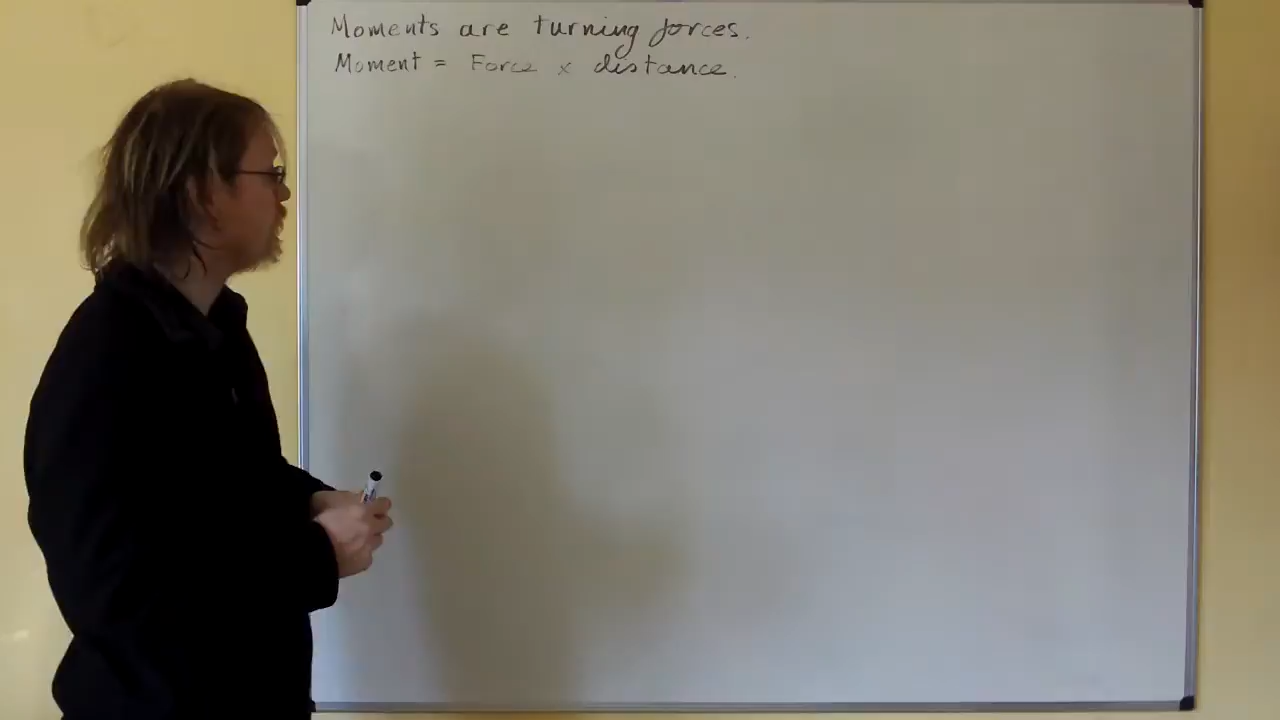 Moments are turning forces.
Moment = Force x distance.